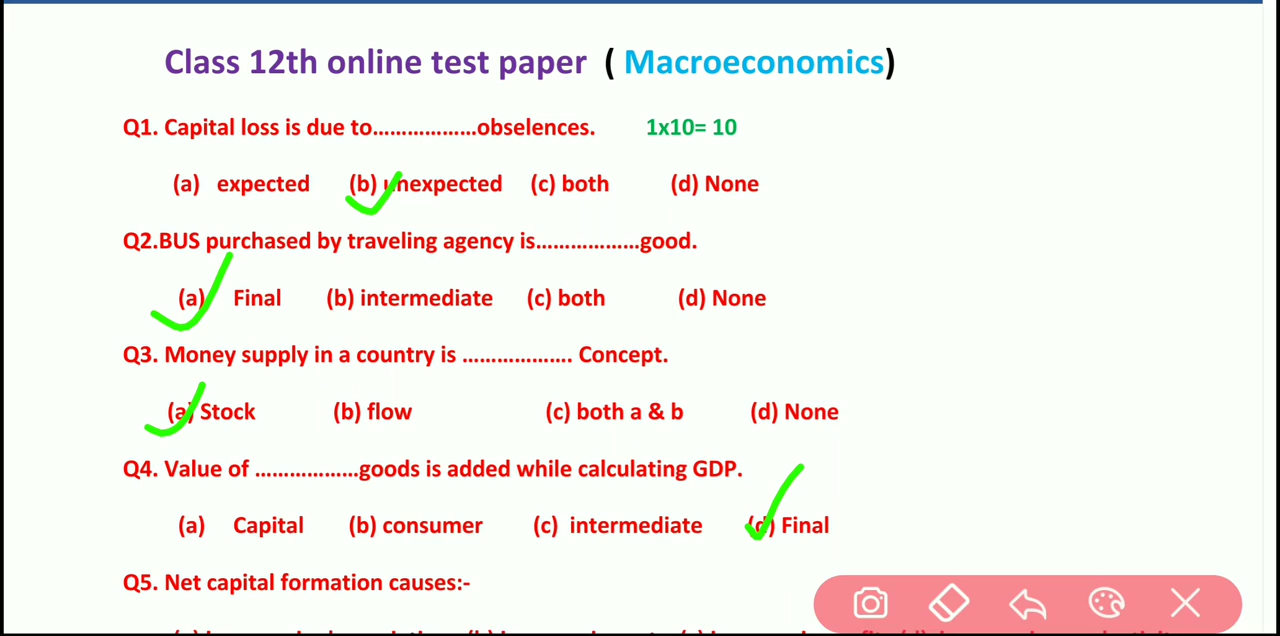 Class 12th online test paper ( Macroeconomics)
Q1. Capital loss is due to..................obselences. 1x10= 10
(a) expected (b) unexpected (c) both (d) None
Q2.BUS purchased by traveling agency is..................good.
(a) Final (b) intermediate (c) both (d) None
Q3. Money supply in a country is ................... Concept.
(a) Stock (b) flow (c) both a & b (d) None
Q4. Value of ..................goods is added while calculating GDP.
(a) Capital (b) consumer (c) intermediate (d) Final
Q5. Net capital formation causes:-